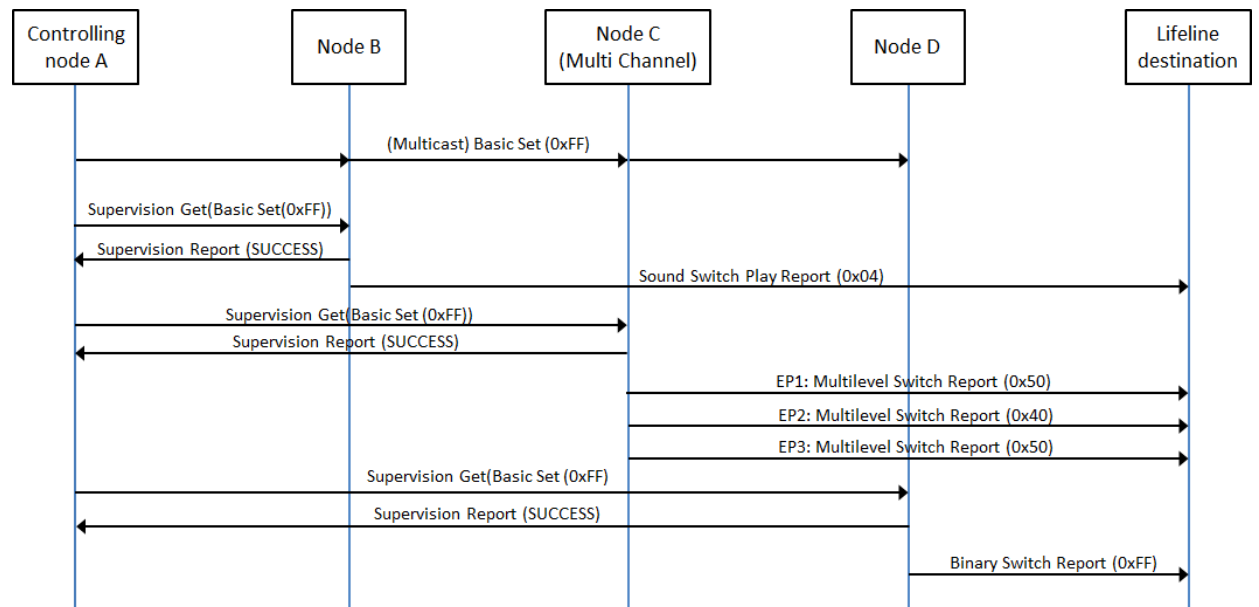 Controlling
node A
Node B
Node C
(Multi Channel)
Node D
Lifeline
destination
(Multicast) Basic Set (0xFF)
Supervision Get(Basic Set(0xFF))
Supervision Report (SUCCESS)
Sound Switch Play Report (0x04)
Supervision Get(Basic Set (0xFF))
Supervision Report (SUCCESS)
EP1: Multilevel Switch Report (0x50)
EP2: Multilevel Switch Report (0x40)
EP3: Multilevel Switch Report (0x50)
Supervision Get(Basic Set (0xFF)
Supervision Report (SUCCESS)
Binary Switch Report (0xFF)